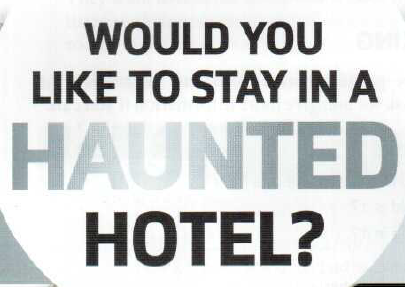 WOULD YOU
LIKE TO STAY IN A
HAUNTED
HOTEL?